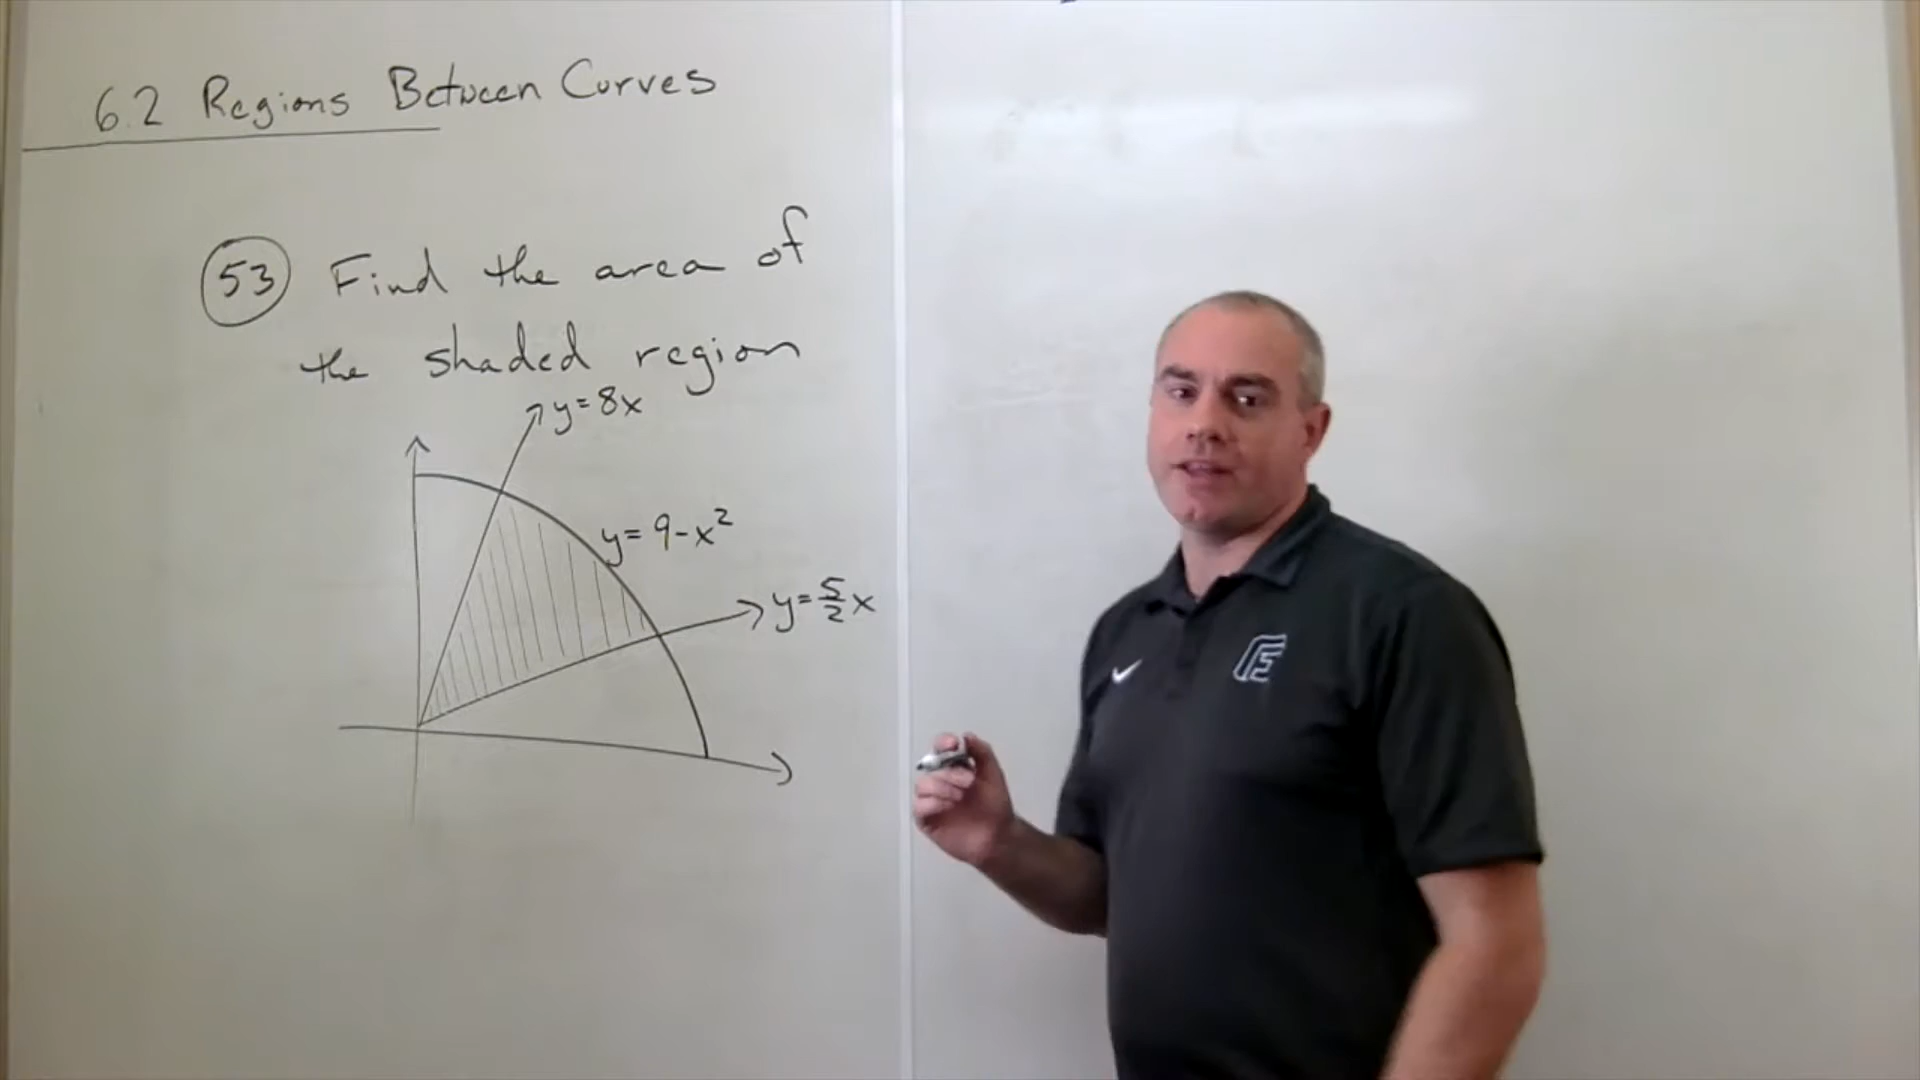 6.2 Regions Between Curves
53 Find the area of
the shaded region
y=8x
y=9-x²
y=5/2x